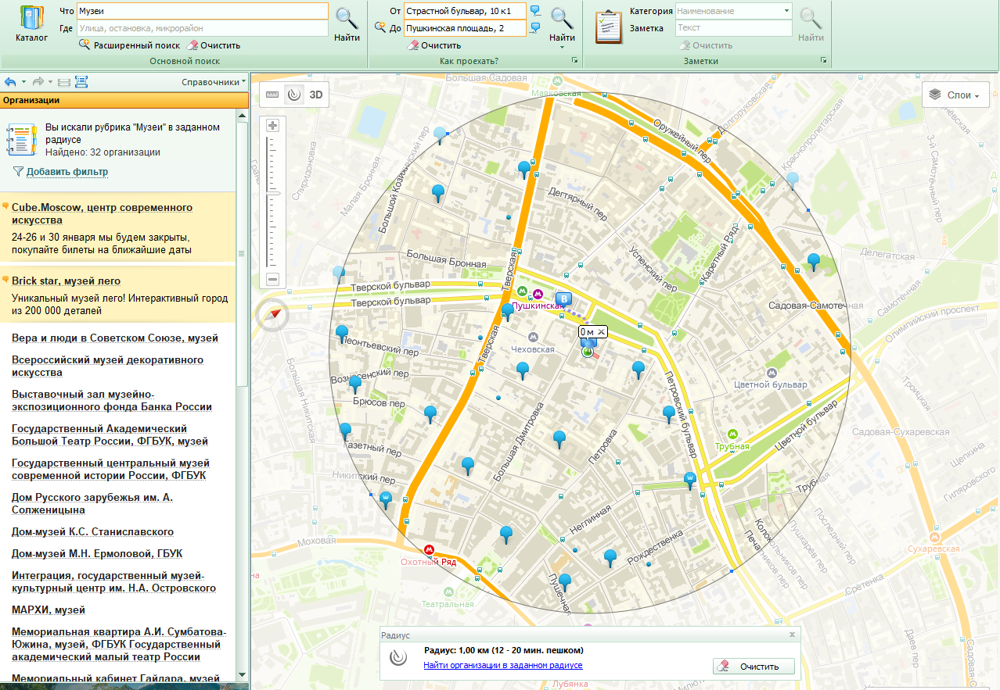 Каталог
Что
Музеи
Где
Улица, остановка, микрорайон
Найти
Расширенный поиск
Очистить
Основной поиск
От
Страстной бульвар, 10 к1
До
Пушкинская площадь, 2
Найти
Очистить
Как проехать?
Категория
Наименование
Заметка
Текст
Найти
Очистить
Заметки
Справочники
Организации
Вы искали рубрика "Музеи" в заданном
радиусе
Найдено: 32 организации
Добавить фильтр
Cube.Moscow, центр современного
искусства
24-26 и 30 января мы будем закрыты,
покупайте билеты на ближайшие даты
Brick star, музей лего
Уникальный музей лего! Интерактивный город
из 200 000 деталей
Вера и люди в Советском Союзе, музей
Всероссийский музей декоративного
искусства
Выставочный зал музейно-
экспозиционного фонда Банка России
Государственный Академический
Большой Театр России, ФГБУК, музей
Государственный центральный музей
современной истории России, ФГБУК
Дом Русского зарубежья им. А.
Солженицына
Дом-музей К.С. Станиславского
Дом-музей М.Н. Ермоловой, ГБУК
Интеграция, государственный музей-
культурный центр им. Н.А. Островского
МАРХИ, музей
Мемориальная квартира А.И. Сумбатова-
Южина, музей, ФГБУК Государственный
академический малый театр России
Мемориальный кабинет Гайдара, музей
3D
Слои
Большая Садовая
Маяковская
Оружейный пер
Долгоруковская
Краснопролетарская
3-й Самотечный пер
Спиридоновка
Малая Бронная
Большой Козих
Дегтярный пер
Успенский пер
Каретный Ряд
Делегатская
Большая Бронная
Тверская
Тверской бульвар
Тверской бульвар
Пушкинская
B
Садовая-Самотечная
Олимпийский проспект
0 м
Леонтьевский пер
Тверская
Чеховская
Вознесенский пер
Брюсов пер
Большая Никитская
Цветной бульвар
Троицкая
Петровский бульвар
Большая Дмитровка
Петровка
Цветной бульвар
Трубная
Садовая-Сухаревская
Щепкина
Гиляровского
Газетный пер
Никитский пер
Трубная
Неглинная
Рождественка
Колокольников пер
Печатников пер
Последний пер
Пушкарёв пер
Сухаревская
Моховая
Охотный Ряд
Театральная
Пушечная
Сретенка
Даев пер
Садовая-С
Лубянка
Радиус
Радиус: 1,00 км (12 - 20 мин. пешком)
Найти организации в заданном радиусе
Очистить